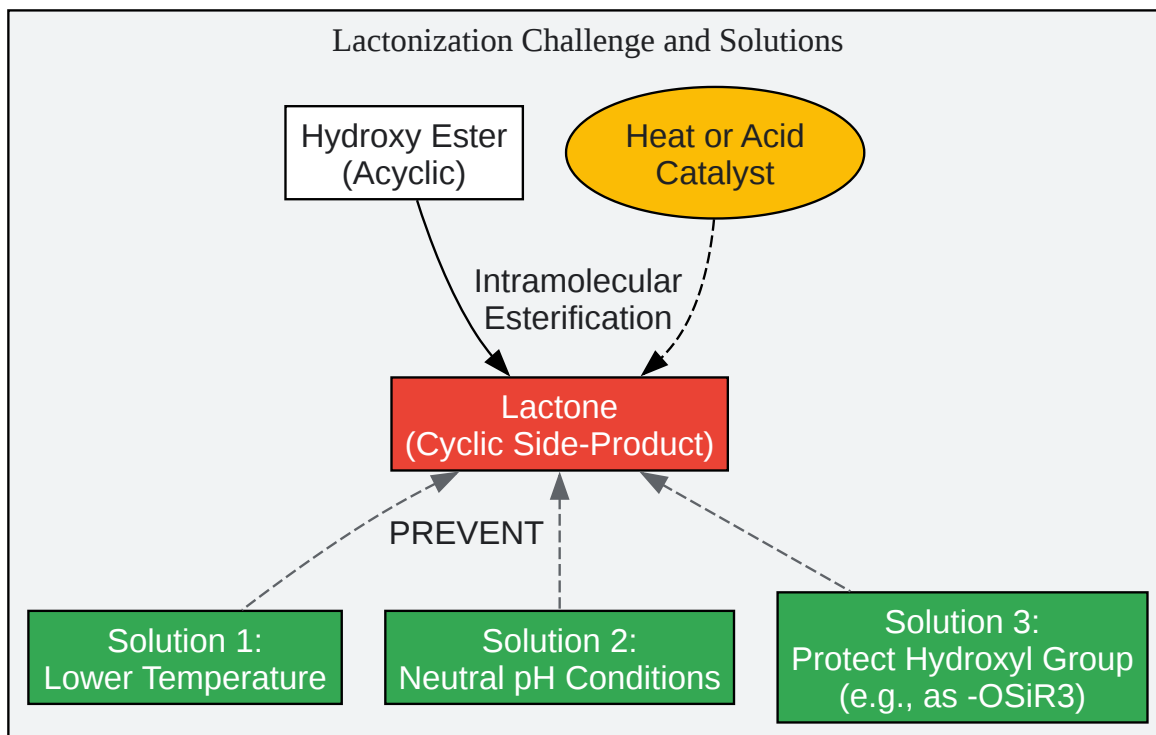 Lactonization Challenge and Solutions
Hydroxy Ester
(Acyclic)
Heat or Acid
Catalyst
Intramolecular
Esterification
Lactone
(Cyclic Side-Product)
PREVENT
Solution 1:
Lower Temperature
Solution 2:
Neutral pH Conditions
Solution 3:
Protect Hydroxyl Group
(e.g., as -OSiR3)